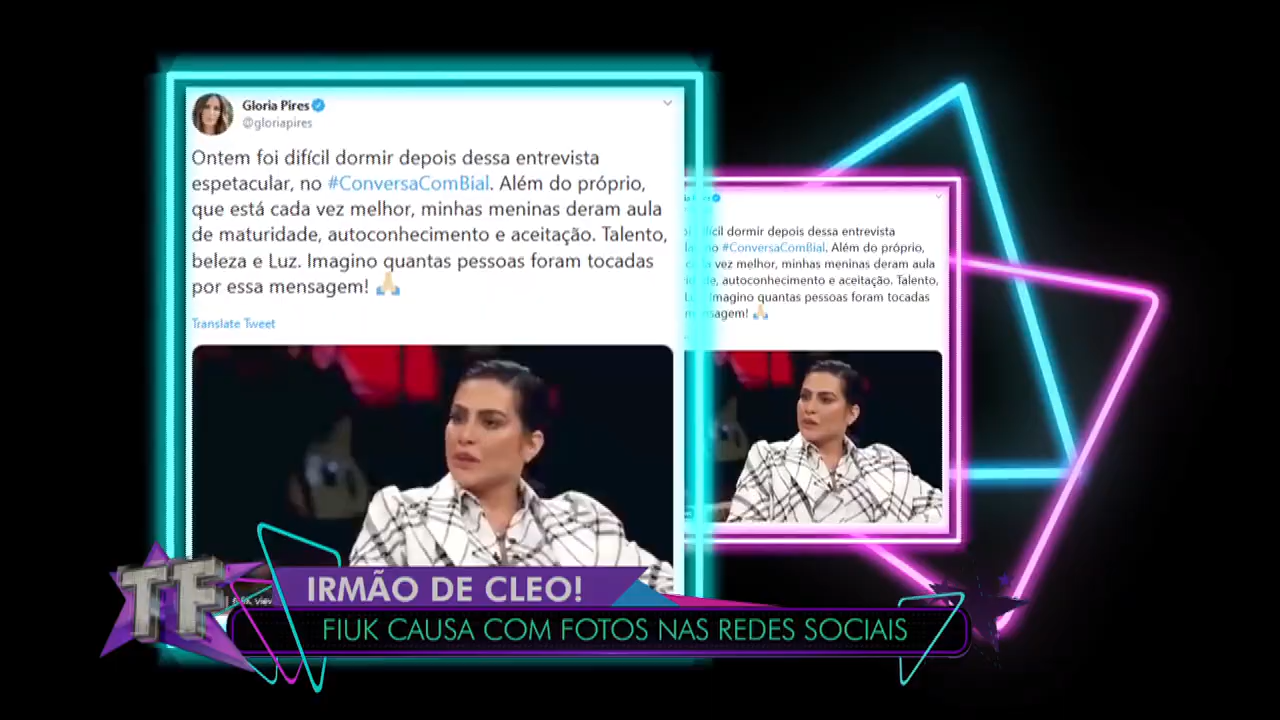 Gloria Pires
@gloriapires
Ontem foi difícil dormir depois dessa entrevista
espetacular, no #ConversaComBial. Além do próprio,
que está cada vez melhor, minhas meninas deram aula
de maturidade, autoconhecimento e aceitação. Talento,
beleza e Luz. Imagino quantas pessoas foram tocadas
por essa mensagem! 🙏🏼
Translate Tweet
difícil dormir depois dessa entrevista
no #ConversaComBial. Além do próprio,
vez melhor, minhas meninas deram aula
autoconhecimento e aceitação. Talento,
Imagino quantas pessoas foram tocadas
🙏🏼
TF
IRMÃO DE CLEO!
FIUK CAUSA COM FOTOS NAS REDES SOCIAIS